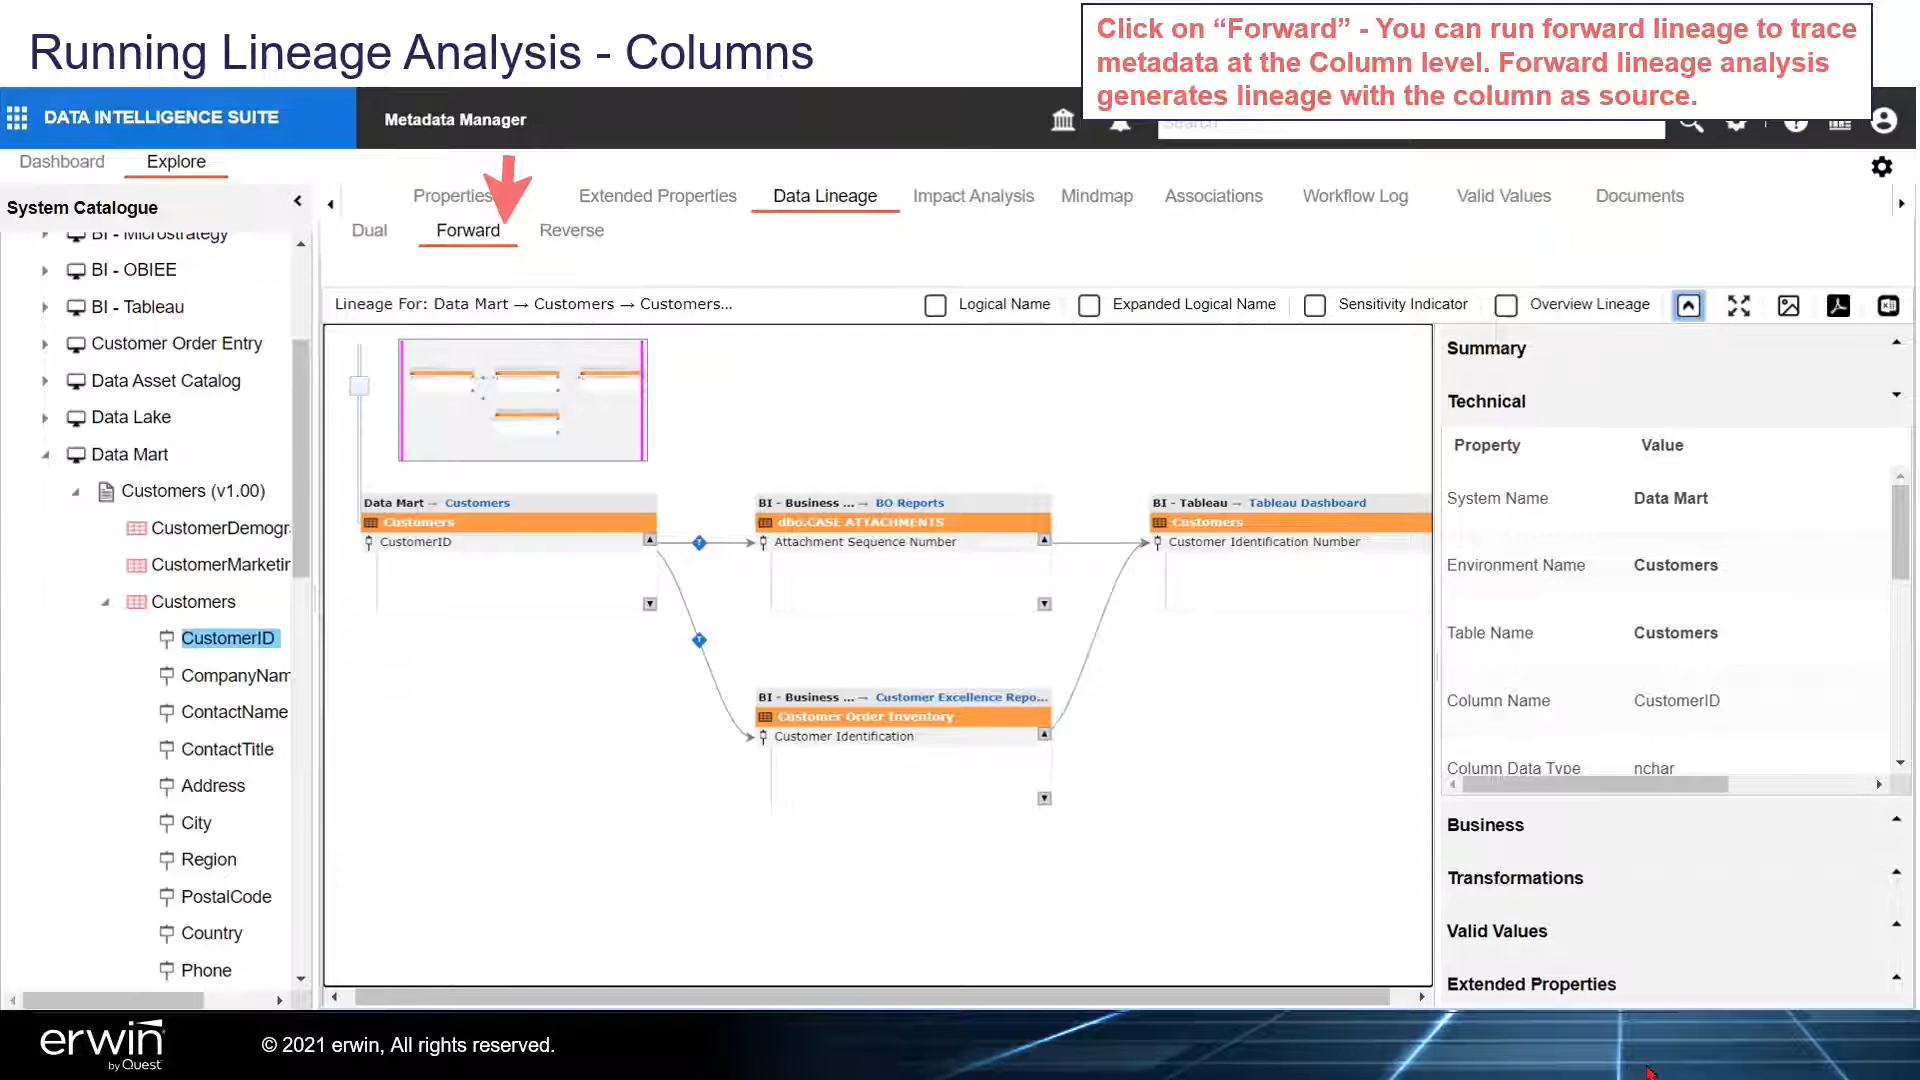 Running Lineage Analysis - Columns
Click on “Forward” - You can run forward lineage to trace
metadata at the Column level. Forward lineage analysis
generates lineage with the column as source.
DATA INTELLIGENCE SUITE
Metadata Manager
Search
Dashboard
Explore
System Catalogue
Properties
Extended Properties
Data Lineage
Impact Analysis
Mindmap
Associations
Workflow Log
Valid Values
Documents
Dual
Forward
Reverse
BI - Microstrategy
BI - OBIEE
BI - Tableau
Customer Order Entry
Data Asset Catalog
Data Lake
Data Mart
Customers (v1.00)
CustomerDemogr
CustomerMarketin
Customers
CustomerID
CompanyNam
ContactName
ContactTitle
Address
City
Region
PostalCode
Country
Phone
Lineage For: Data Mart → Customers → Customers...
Logical Name
Expanded Logical Name
Sensitivity Indicator
Overview Lineage
Data Mart → Customers
Customers
CustomerID
BI - Business ... → BO Reports
dbo.CASE ATTACHMENTS
Attachment Sequence Number
BI - Tableau → Tableau Dashboard
Customers
Customer Identification Number
BI - Business ... → Customer Excellence Repo...
Customer Order Inventory
Customer Identification
Summary
Technical
Property Value
System Name Data Mart
Environment Name Customers
Table Name Customers
Column Name CustomerID
Column Data Type nchar
Business
Transformations
Valid Values
Extended Properties
erwin
by Quest
© 2021 erwin, All rights reserved.